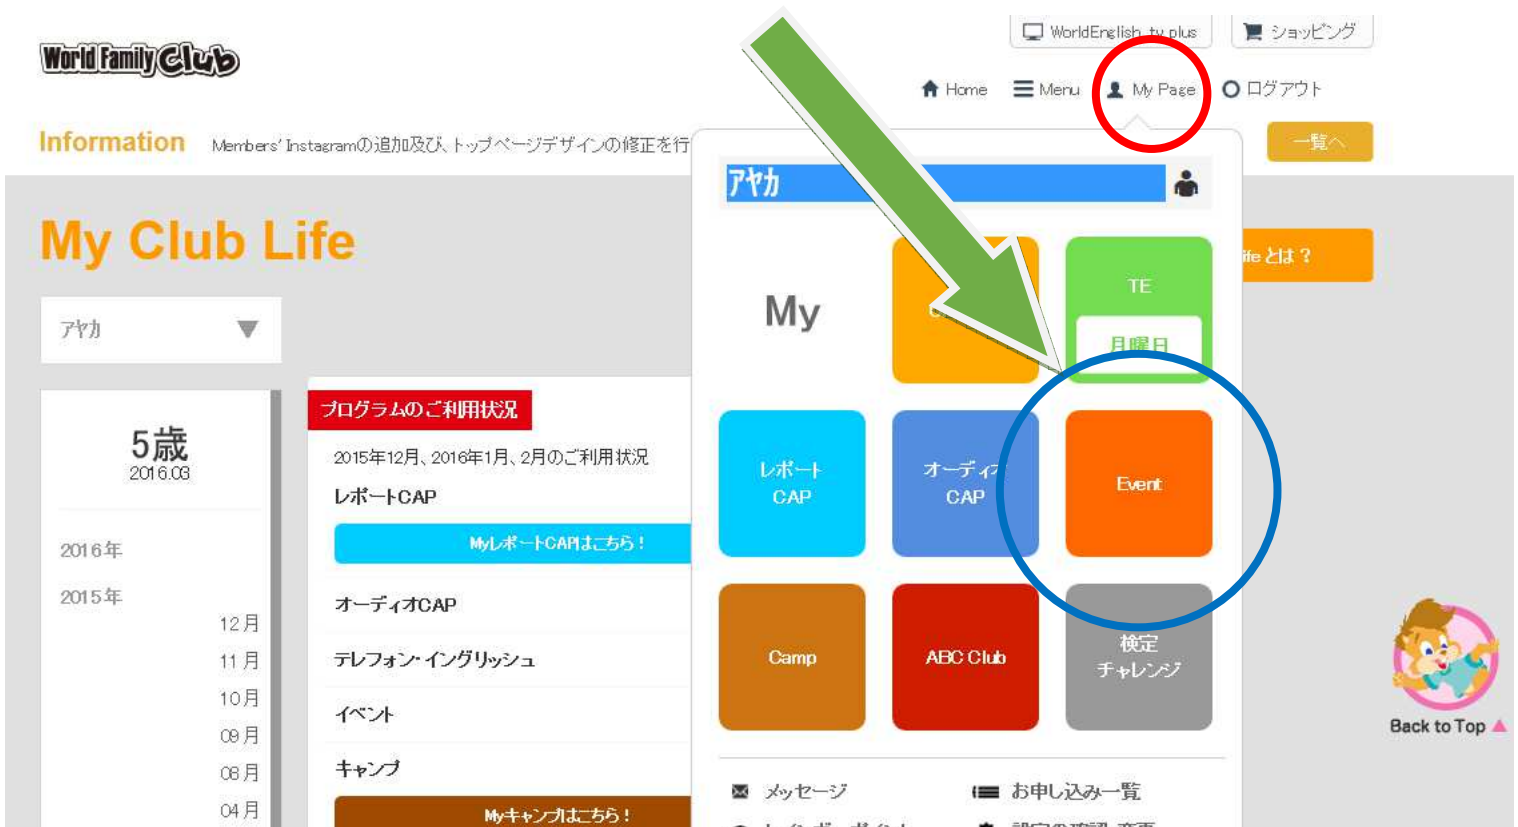 World Family Club
WorldEnglish tv plus
ショッピング
Home
Menu
My Page
ログアウト
Information
Members' Instagramの追加及び、トップページデザインの修正を行
一覧へ
My Club Life
ife とは？
アヤカ
5歳
2016.03
2016年
2015年
12月
11月
10月
09月
08月
04月
プログラムのご利用状況
2015年12月、2016年1月、2月のご利用状況
レポートCAP
MyレポートCAPはこちら！
オーディオCAP
テレフォン・イングリッシュ
イベント
キャンプ
Myキャンプはこちら！
アヤカ
My
TE
月曜日
レポート
CAP
オーディオ
CAP
Event
Camp
ABC Club
検定
チャレンジ
メッセージ
お申し込み一覧
Back to Top